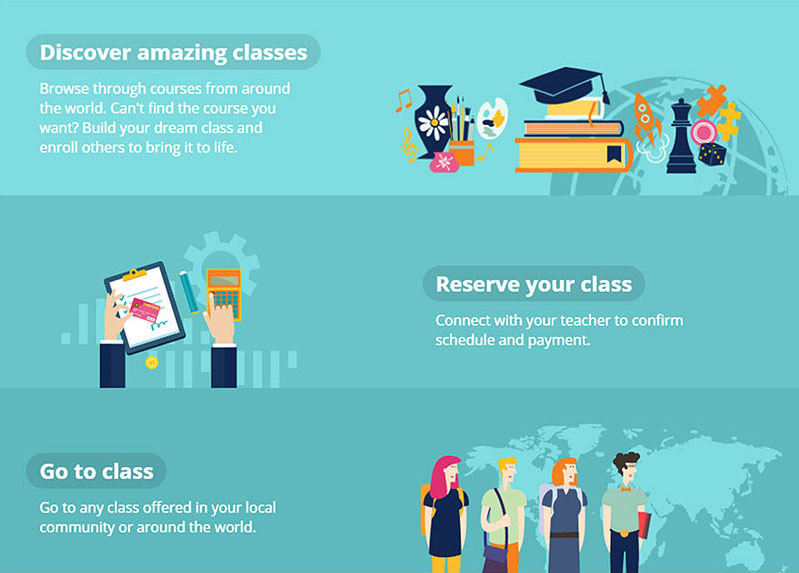 Discover amazing classes
Browse through courses from around
the world. Can't find the course you
want? Build your dream class and
enroll others to bring it to life.
Reserve your class
Connect with your teacher to confirm
schedule and payment.
Go to class
Go to any class offered in your local
community or around the world.